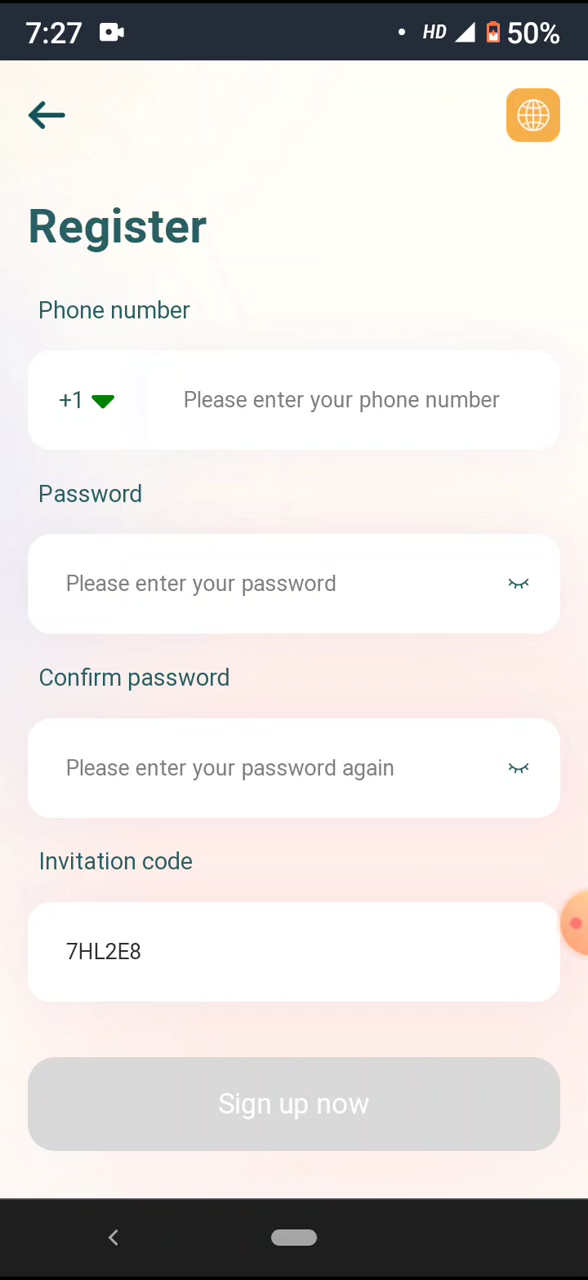 7:27 HD 50%
Register
Phone number
+1 Please enter your phone number
Password
Please enter your password
Confirm password
Please enter your password again
Invitation code
7HL2E8
Sign up now